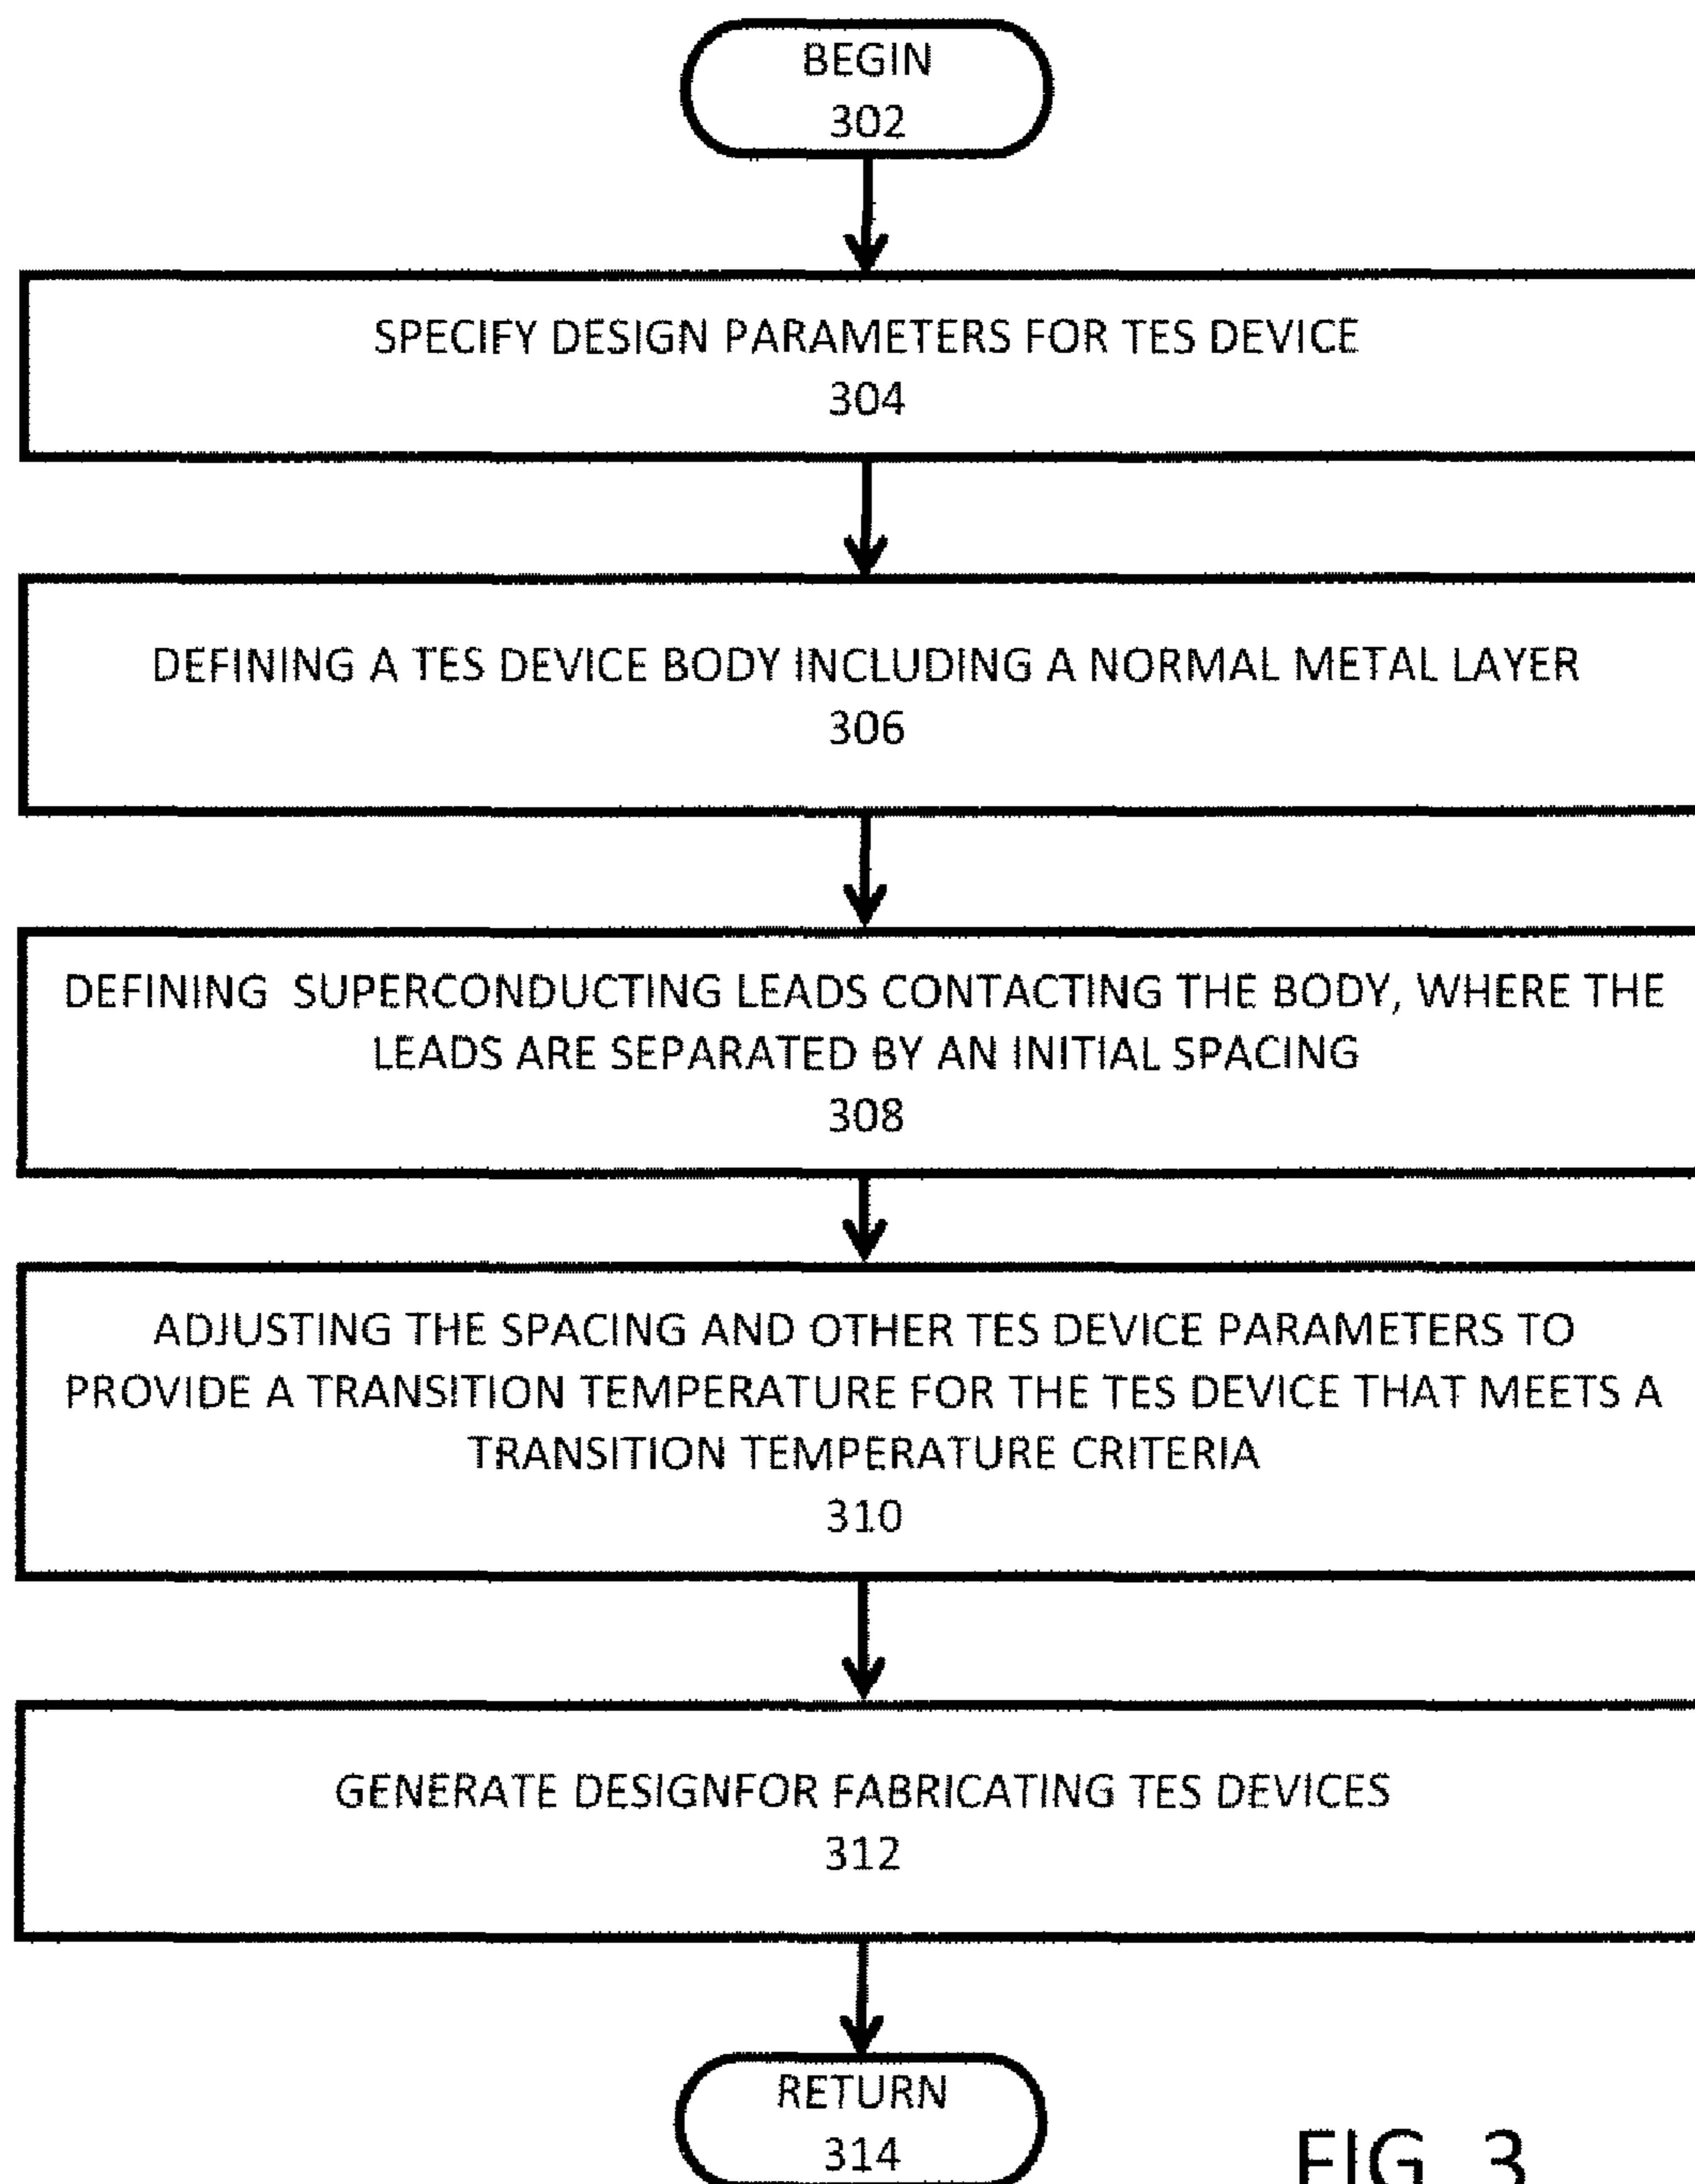 BEGIN
302
SPECIFY DESIGN PARAMETERS FOR TES DEVICE
304
DEFINING A TES DEVICE BODY INCLUDING A NORMAL METAL LAYER
306
DEFINING SUPERCONDUCTING LEADS CONTACTING THE BODY, WHERE THE
LEADS ARE SEPARATED BY AN INITIAL SPACING
308
ADJUSTING THE SPACING AND OTHER TES DEVICE PARAMETERS TO
PROVIDE A TRANSITION TEMPERATURE FOR THE TES DEVICE THAT MEETS A
TRANSITION TEMPERATURE CRITERIA
310
GENERATE DESIGNFOR FABRICATING TES DEVICES
312
RETURN
314
FIG. 3